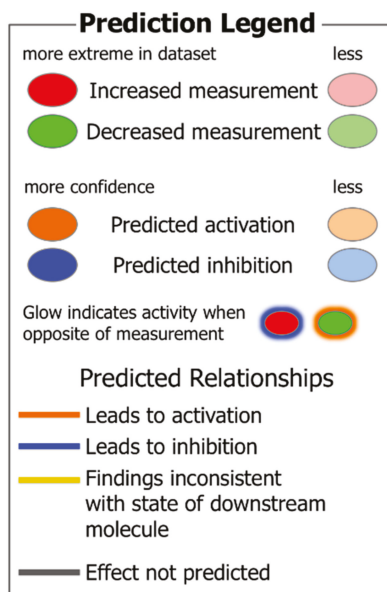 Prediction Legend
more extreme in dataset less
Increased measurement
Decreased measurement
more confidence less
Predicted activation
Predicted inhibition
Glow indicates activity when
opposite of measurement
Predicted Relationships
Leads to activation
Leads to inhibition
Findings inconsistent
with state of downstream
molecule
Effect not predicted